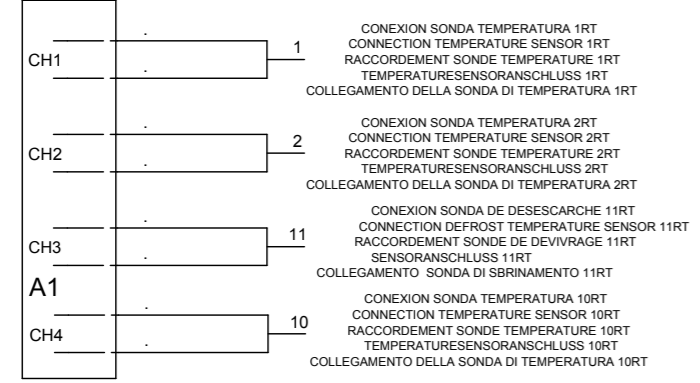 CH1
1
CONEXION SONDA TEMPERATURA 1RT
CONNECTION TEMPERATURE SENSOR 1RT
RACCORDEMENT SONDE TEMPERATURE 1RT
TEMPERATURESENSORANSCHLUSS 1RT
COLLEGAMENTO DELLA SONDA DI TEMPERATURA 1RT
CH2
2
CONEXION SONDA TEMPERATURA 2RT
CONNECTION TEMPERATURE SENSOR 2RT
RACCORDEMENT SONDE TEMPERATURE 2RT
TEMPERATURESENSORANSCHLUSS 2RT
COLLEGAMENTO DELLA SONDA DI TEMPERATURA 2RT
CH3
11
CONEXION SONDA DE DESESCARCHE 11RT
CONNECTION DEFROST TEMPERATURE SENSOR 11RT
RACCORDEMENT SONDE DE DEVIVRAGE 11RT
SENSORANSCHLUSS 11RT
COLLEGAMENTO SONDA DI SBRINAMENTO 11RT
A1
CH4
10
CONEXION SONDA TEMPERATURA 10RT
CONNECTION TEMPERATURE SENSOR 10RT
RACCORDEMENT SONDE TEMPERATURE 10RT
TEMPERATURESENSORANSCHLUSS 10RT
COLLEGAMENTO DELLA SONDA DI TEMPERATURA 10RT